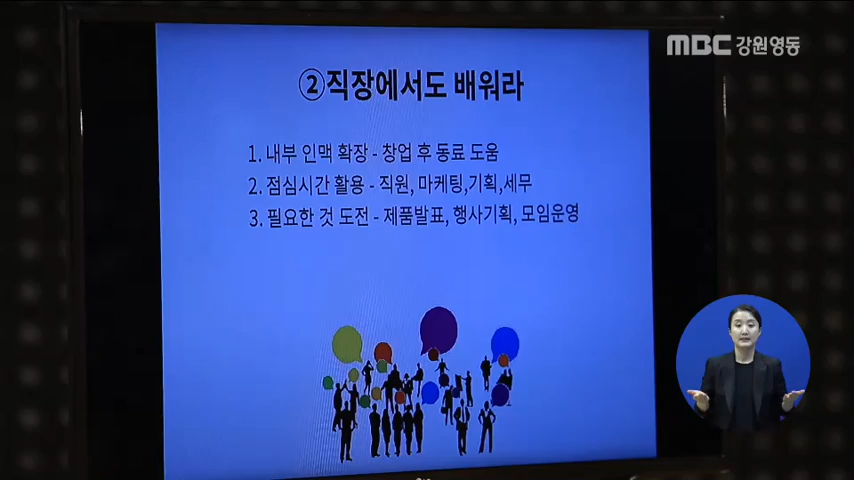 MBC 강원영동
②직장에서도 배워라
1. 내부 인맥 확장 - 창업 후 동료 도움
2. 점심시간 활용 - 직원, 마케팅,기획,세무
3. 필요한 것 도전 - 제품발표, 행사기획, 모임운영